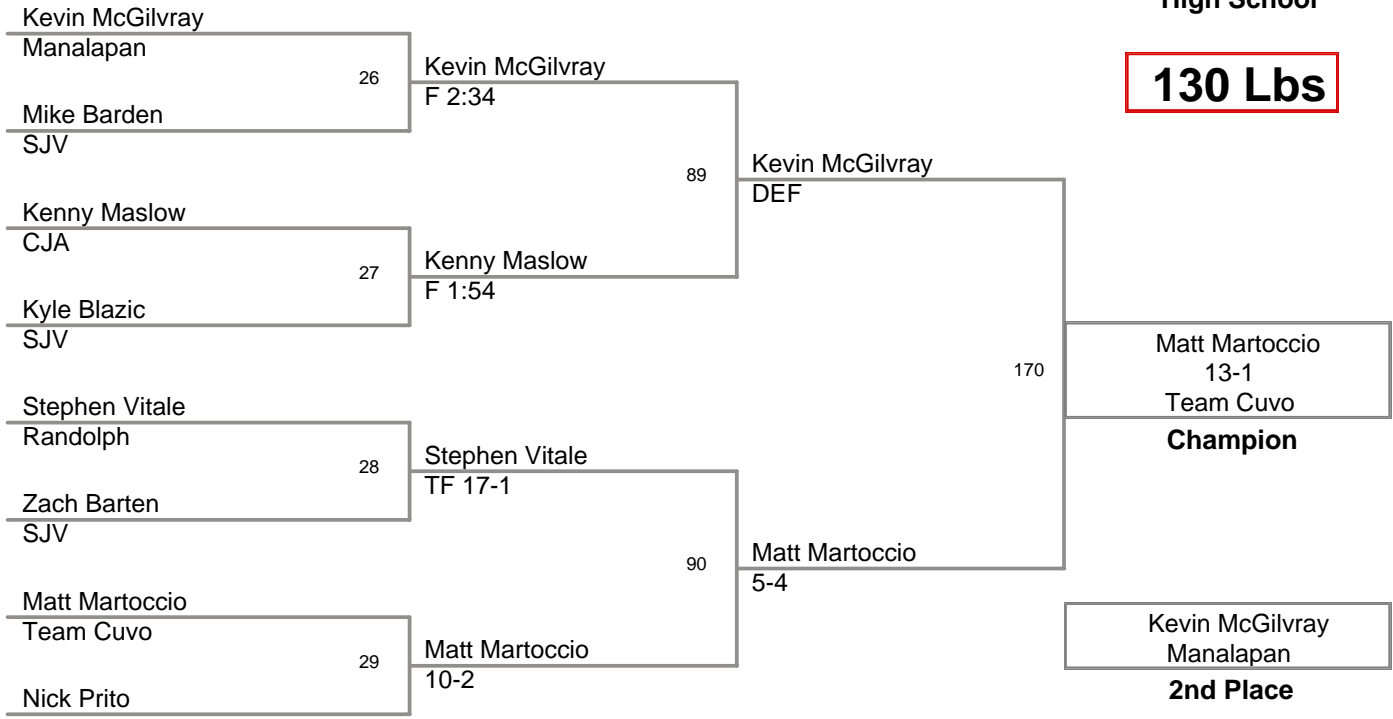 High School
130 Lbs
Kevin McGilvray
Manalapan
26
Mike Barden
SJV
Kenny Maslow
CJA
27
Kyle Blazic
SJV
Stephen Vitale
Randolph
28
Zach Barten
SJV
Matt Martoccio
Team Cuvo
29
Nick Prito
Kevin McGilvray
F 2:34
89
Kenny Maslow
F 1:54
Stephen Vitale
TF 17-1
90
Matt Martoccio
10-2
Kevin McGilvray
DEF
170
Matt Martoccio
5-4
Matt Martoccio
13-1
Team Cuvo
Champion
Kevin McGilvray
Manalapan
2nd Place